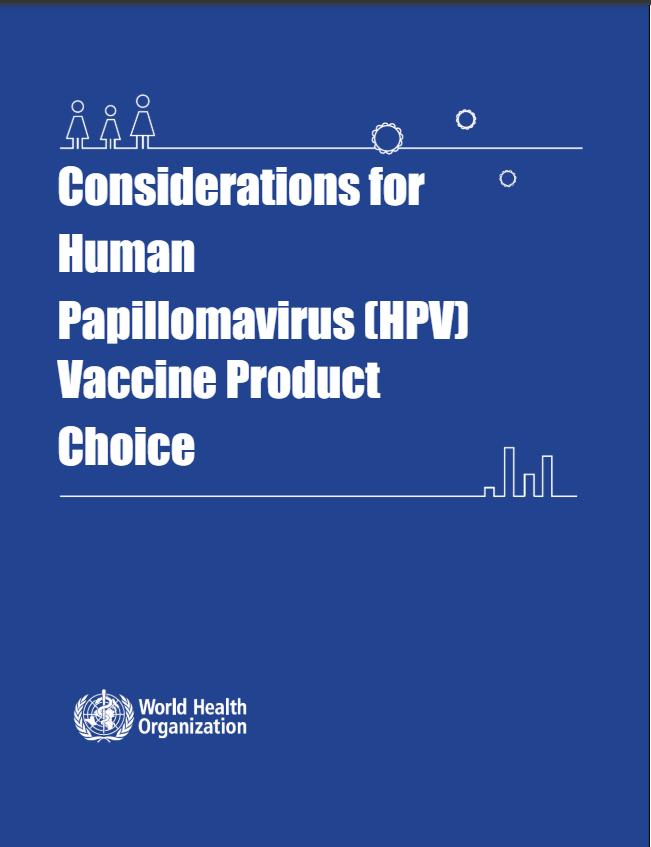 Considerations for
Human
Papillomavirus (HPV)
Vaccine Product
Choice
World Health
Organization